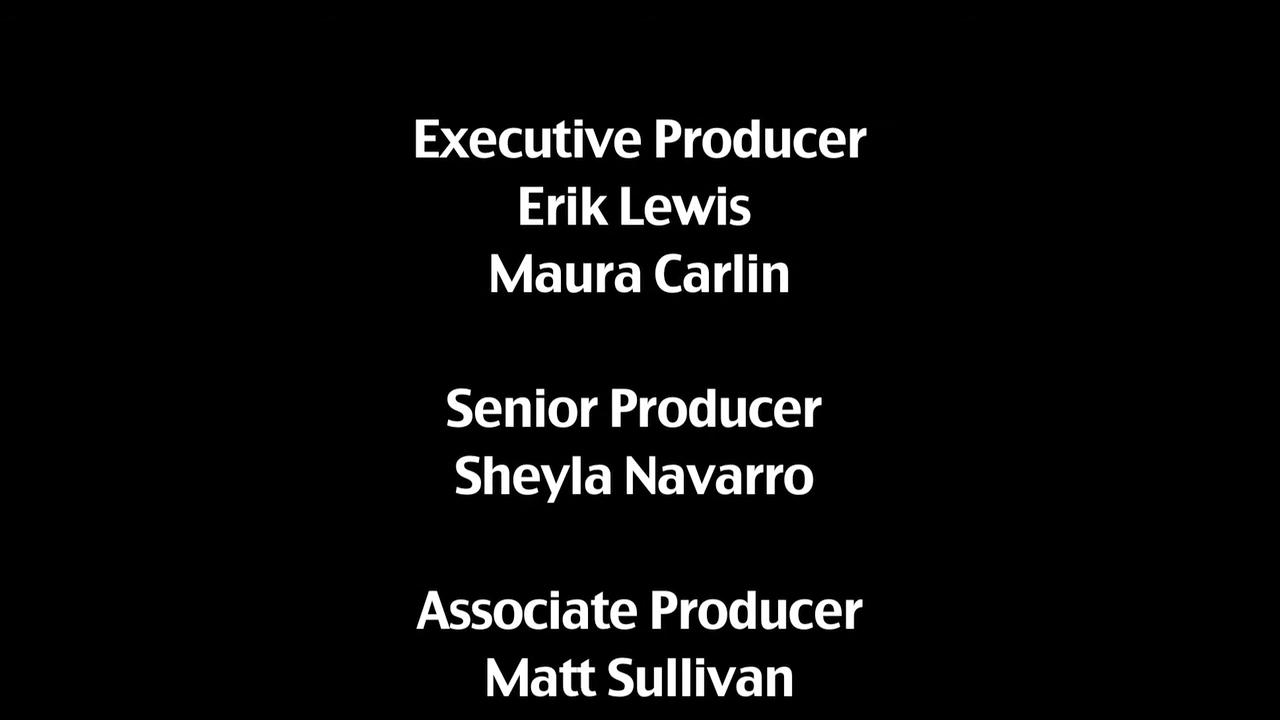 Executive Producer
Erik Lewis
Maura Carlin
Senior Producer
Sheyla Navarro
Associate Producer
Matt Sullivan